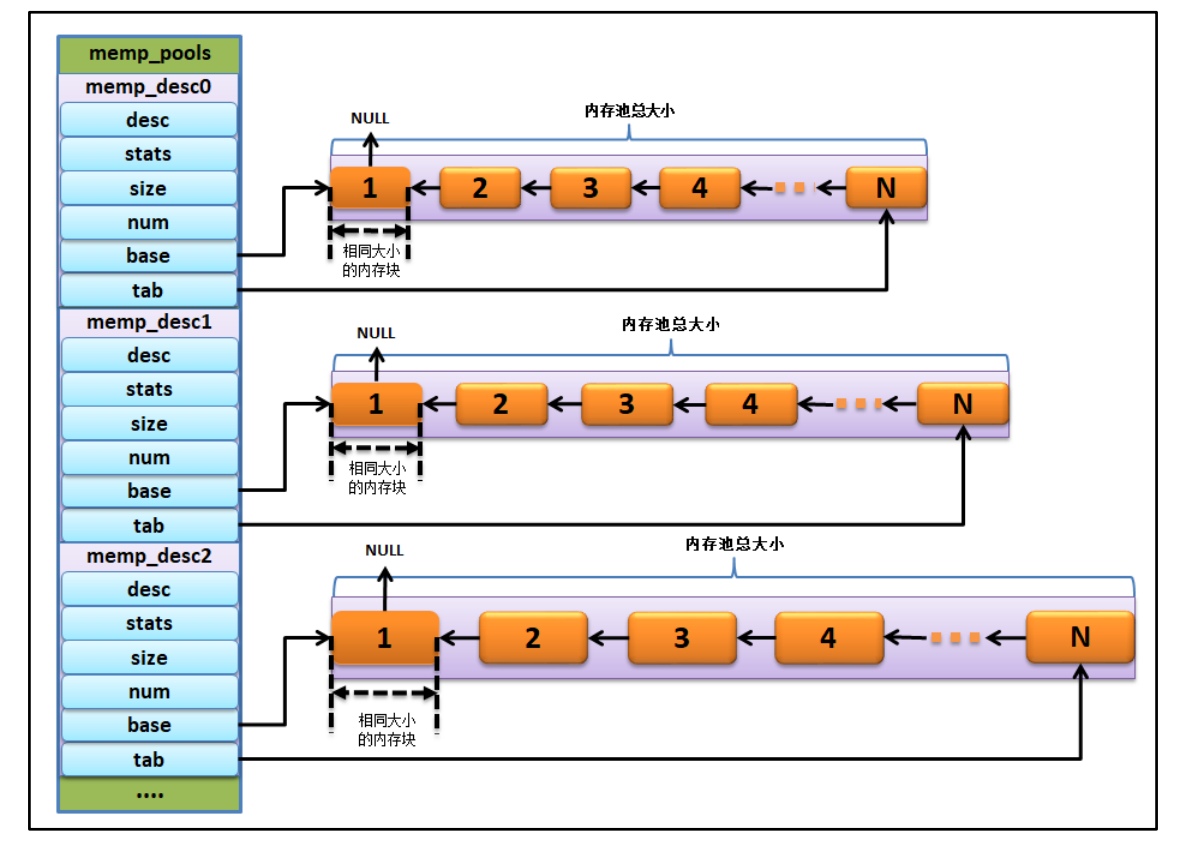 memp_pools
memp_desc0
desc
stats
size
num
base
tab
memp_desc1
desc
stats
size
num
base
tab
memp_desc2
desc
stats
size
num
base
tab
....
内存池总大小
NULL
1
2
3
4
N
相同大小
的内存块
内存池总大小
NULL
1
2
3
4
N
相同大小
的内存块
内存池总大小
NULL
1
2
3
4
N
相同大小
的内存块